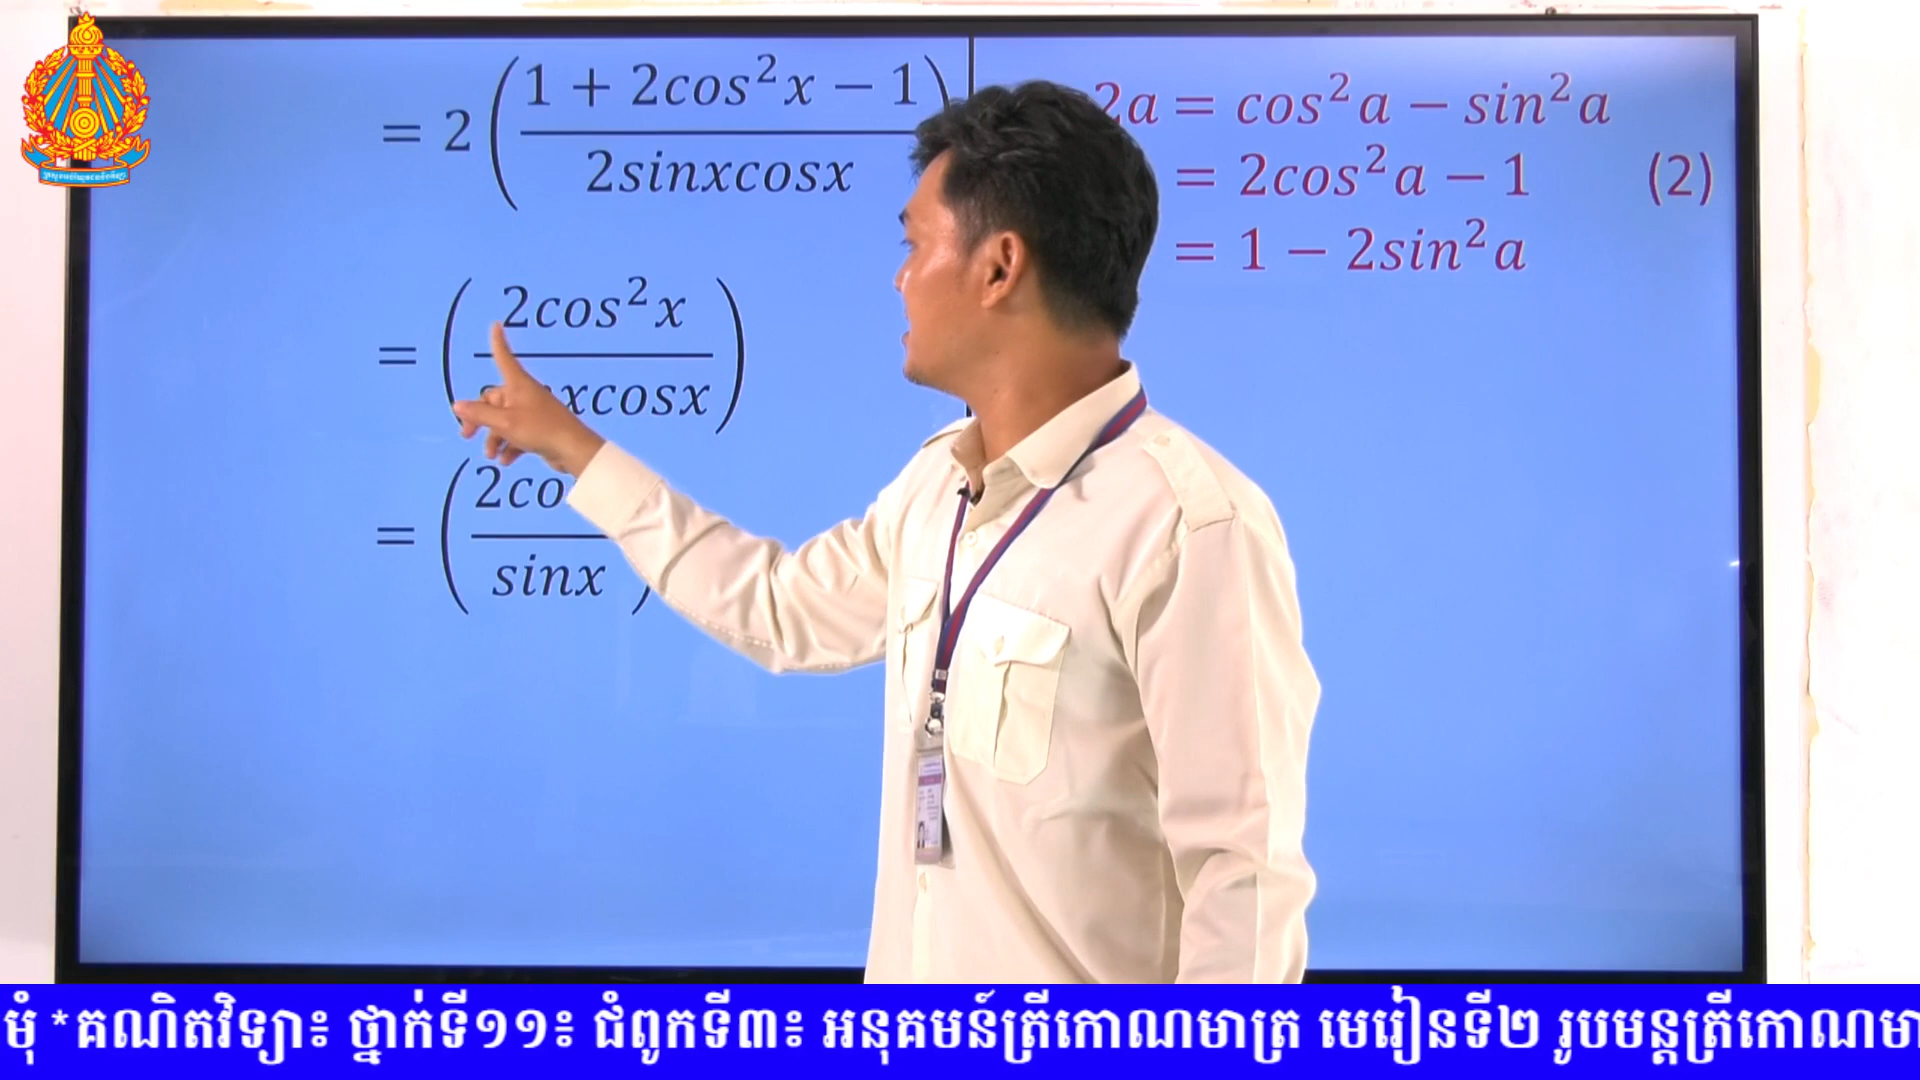 = 2 (1 + 2cos²x − 1 / 2sinxcosx)
= (2cos²x / sinxcosx)
= (2co / sinx)
2a = cos²a − sin²a
= 2cos²a − 1 (2)
= 1 − 2sin²a
មុំ *គណិតវិទ្យា៖ ថ្នាក់ទី១១៖ ជំពូកទី៣៖ អនុគមន៍ត្រីកោណមាត្រ មេរៀនទី២ រូបមន្តត្រីកោណមា